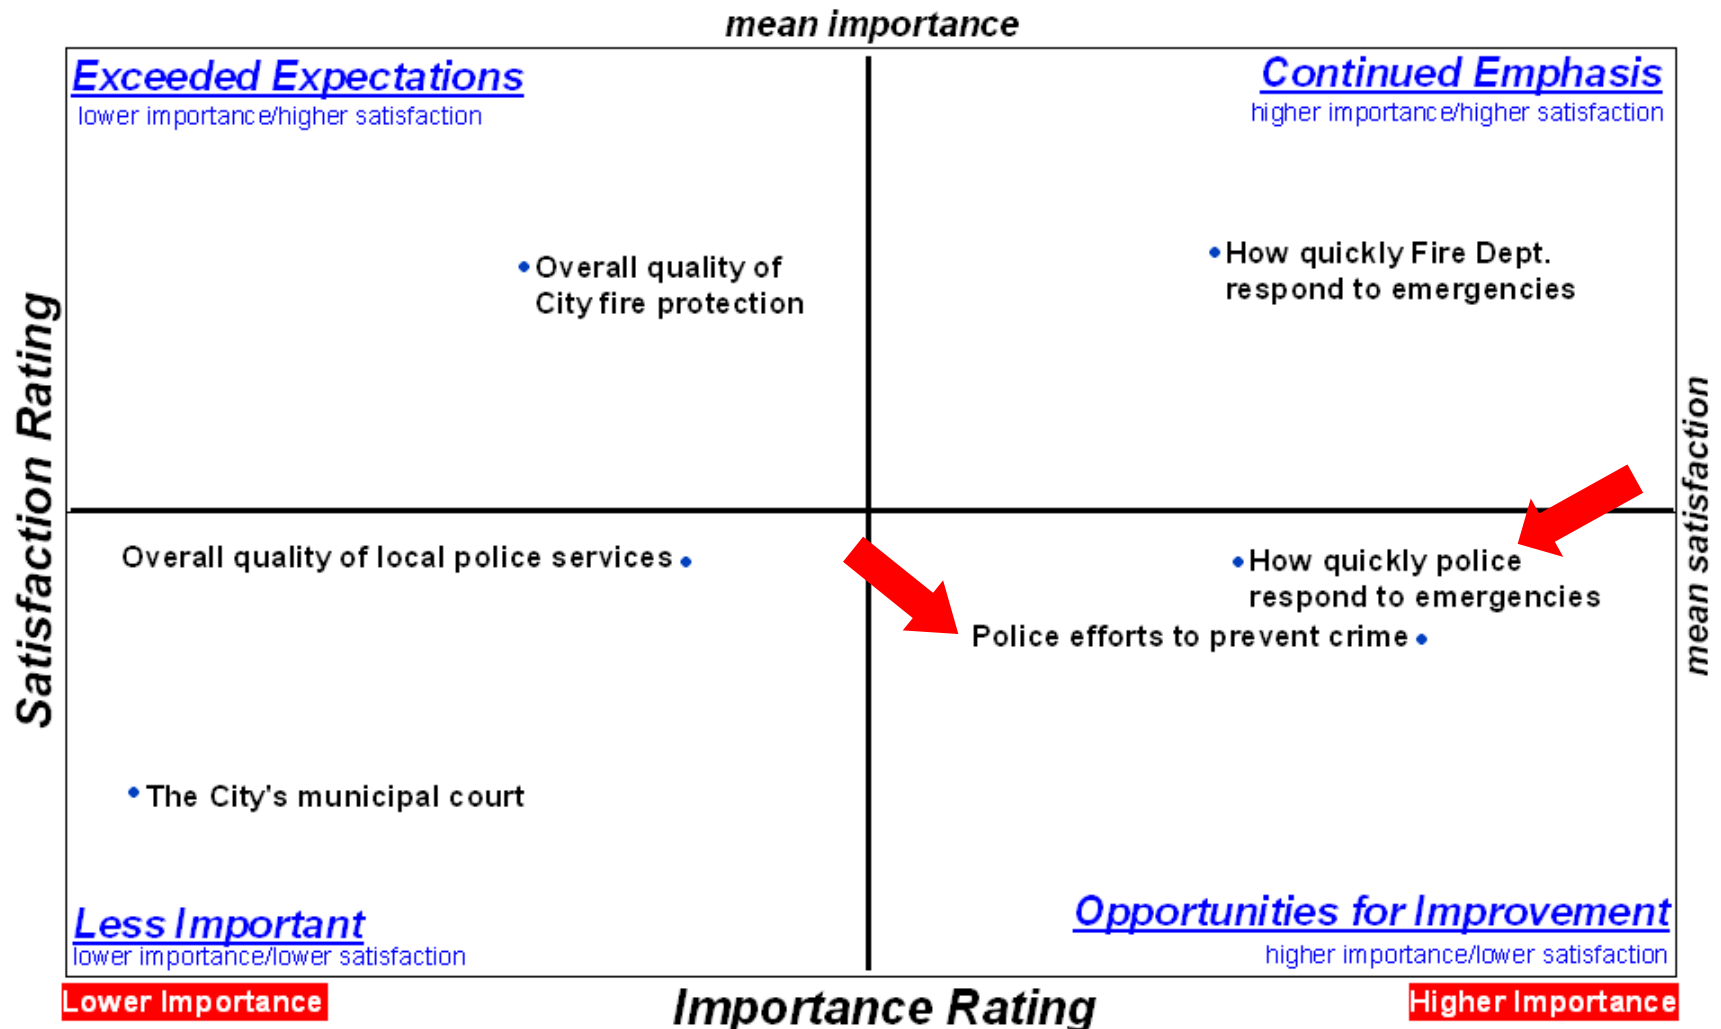 mean importance
Exceeded Expectations
lower importance/higher satisfaction
Continued Emphasis
higher importance/higher satisfaction
Overall quality of
City fire protection
How quickly Fire Dept.
respond to emergencies
Satisfaction Rating
mean satisfaction
Overall quality of local police services
How quickly police
respond to emergencies
Police efforts to prevent crime
The City's municipal court
Less Important
lower importance/lower satisfaction
Opportunities for Improvement
higher importance/lower satisfaction
Lower Importance
Importance Rating
Higher Importance